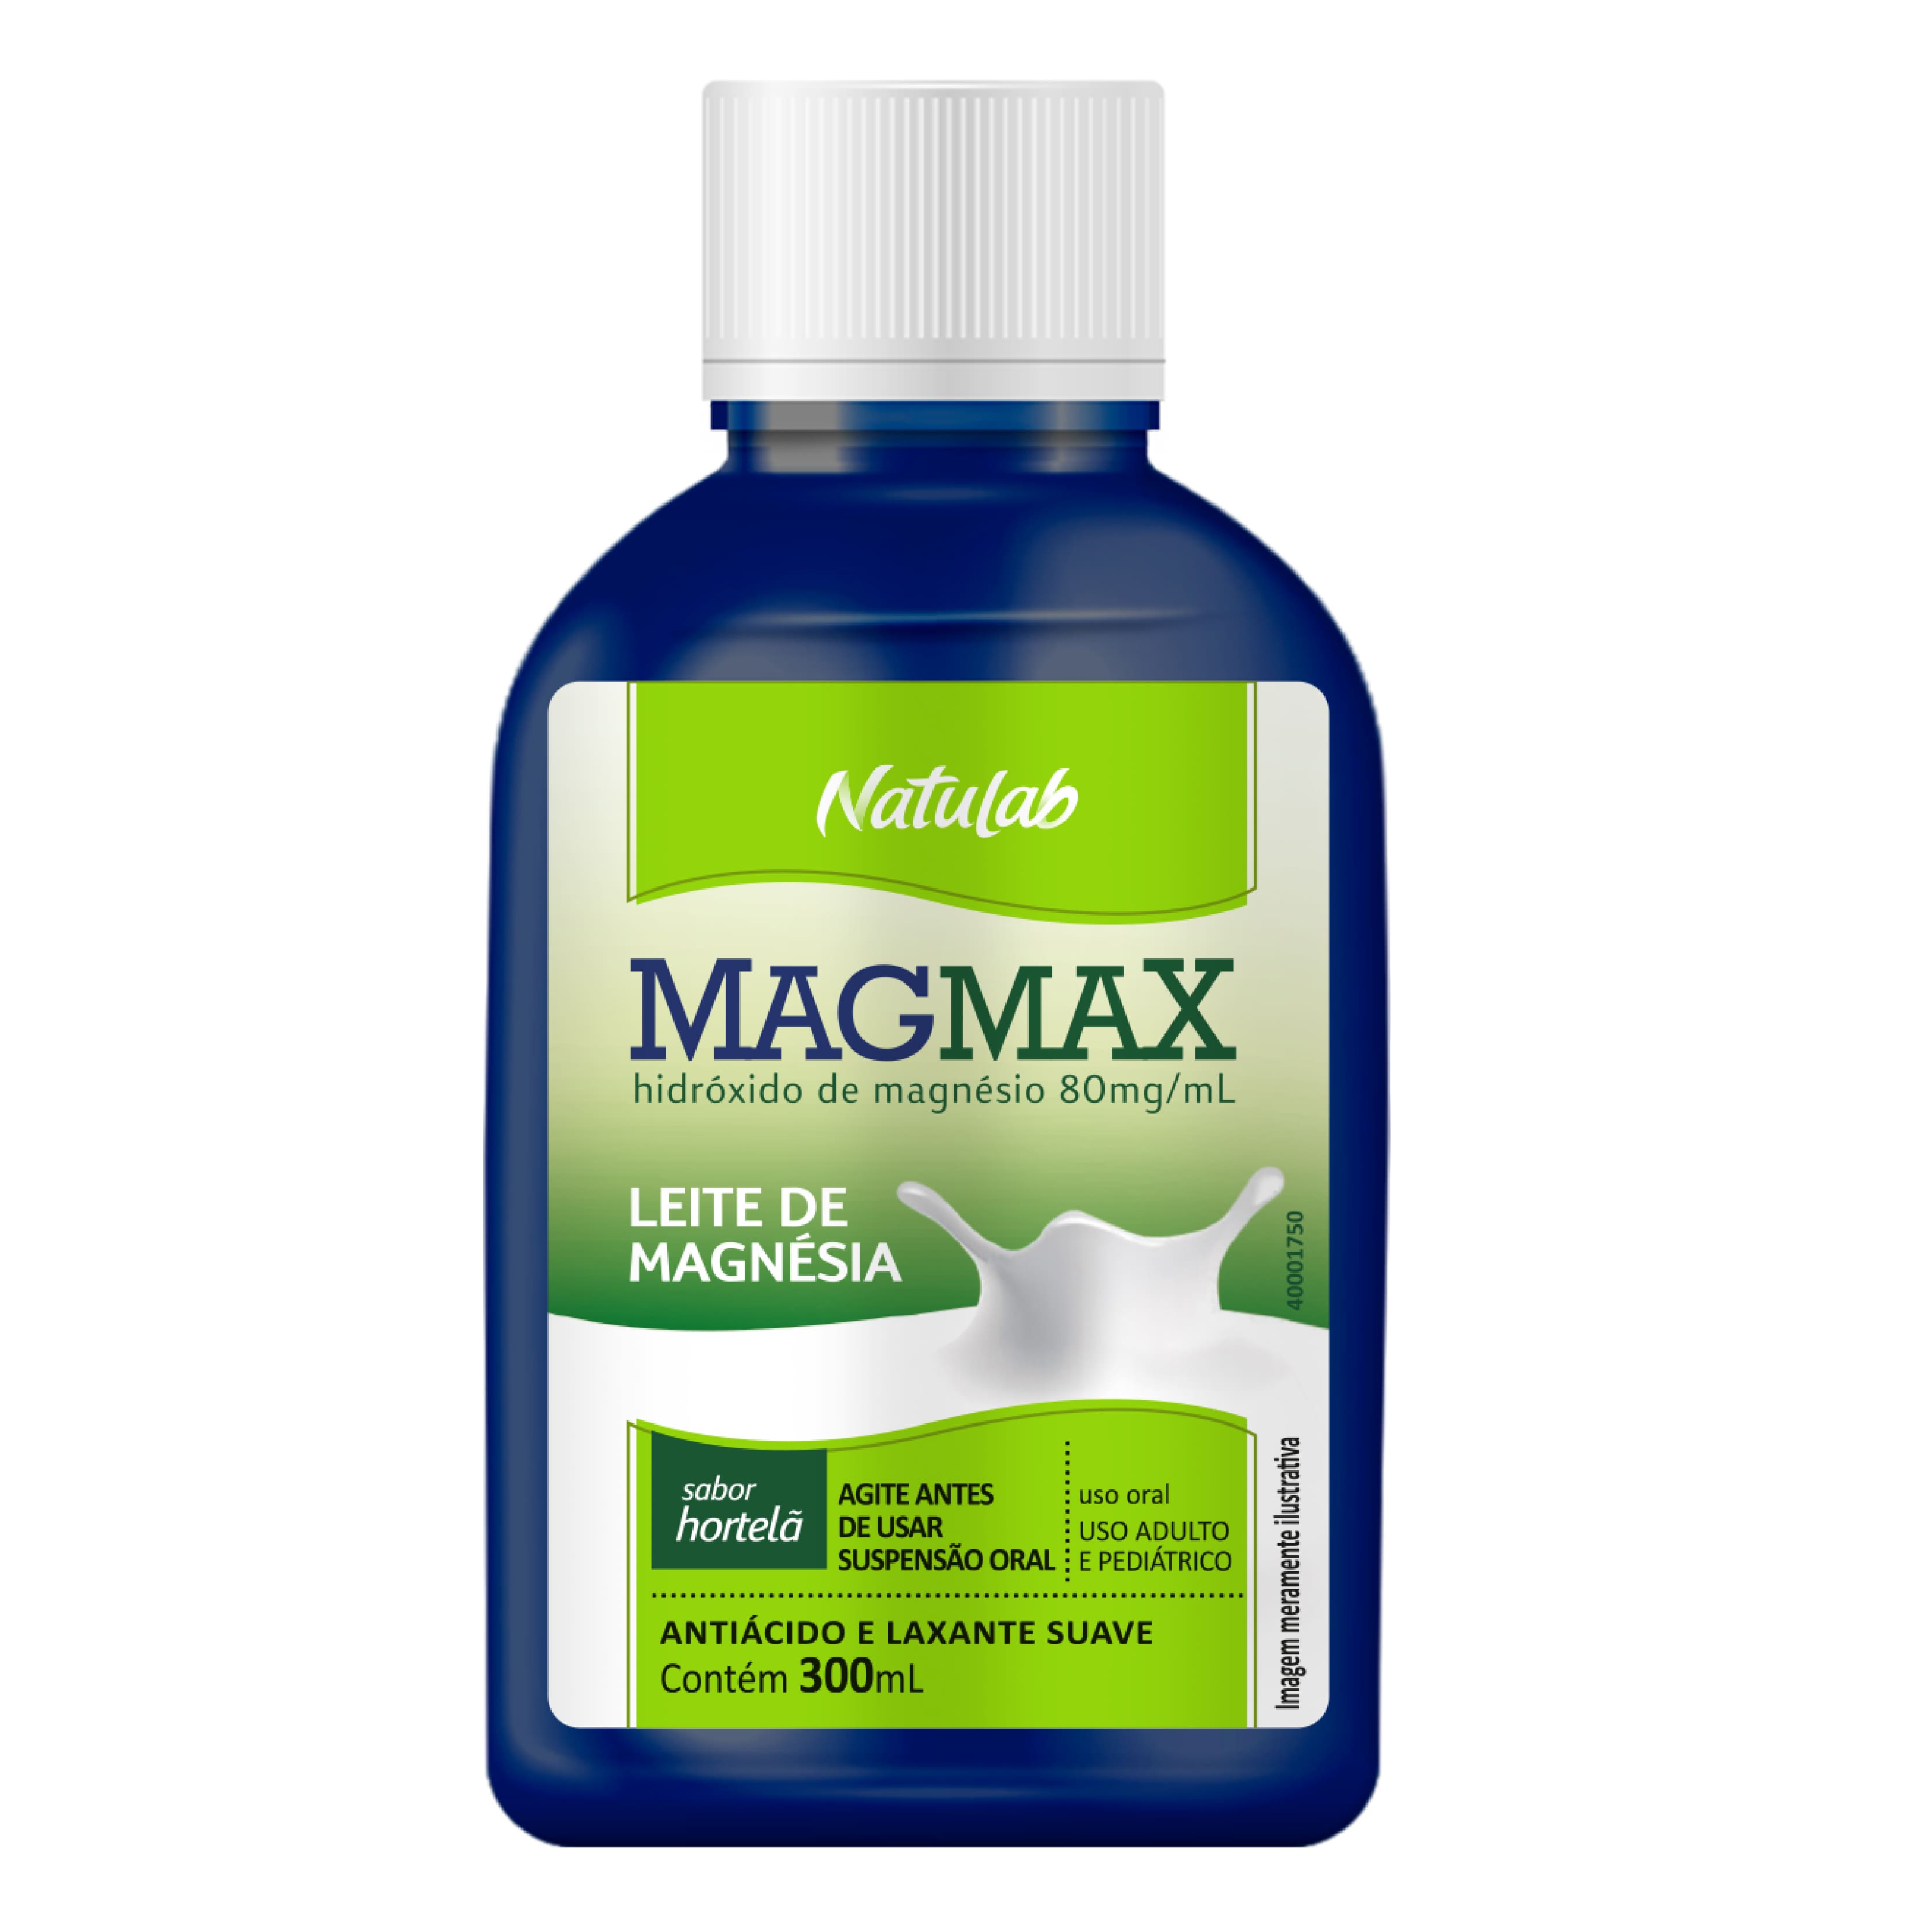 Natulab
MAGMAX
hidróxido de magnésio 80mg/mL
LEITE DE
MAGNÉSIA
40001750
sabor
hortelã
AGITE ANTES
DE USAR
SUSPENSÃO ORAL
uso oral
USO ADULTO
E PEDIÁTRICO
ANTIÁCIDO E LAXANTE SUAVE
Contém 300mL
Imagem meramente ilustrativa